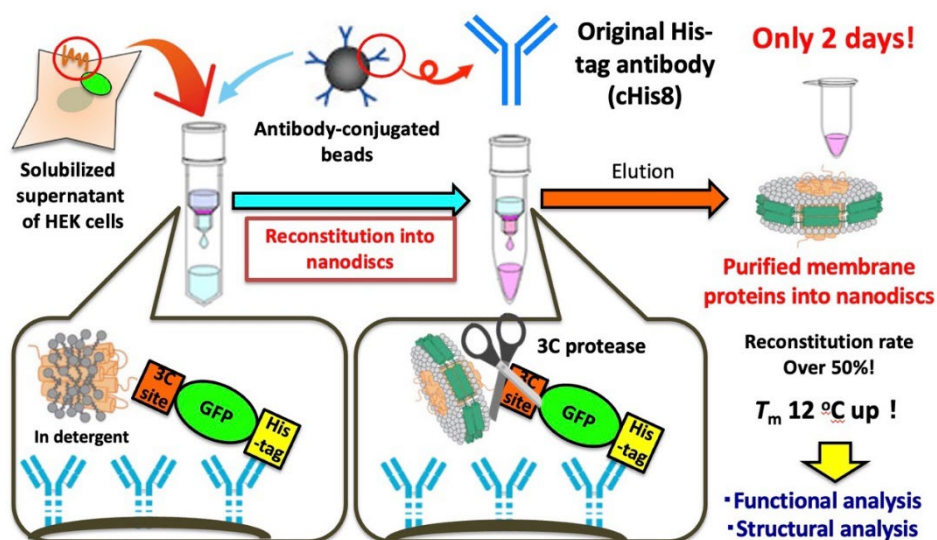 Solubilized
supernatant
of HEK cells
Antibody-conjugated
beads
Original His-
tag antibody
(cHis8)
Only 2 days!
Reconstitution into
nanodiscs
Elution
Purified membrane
proteins into nanodiscs
In detergent
3C
site
GFP
His
-tag
3C protease
3C
site
GFP
His
-tag
Reconstitution rate
Over 50%!
Tm 12 ºC up !
・Functional analysis
・Structural analysis